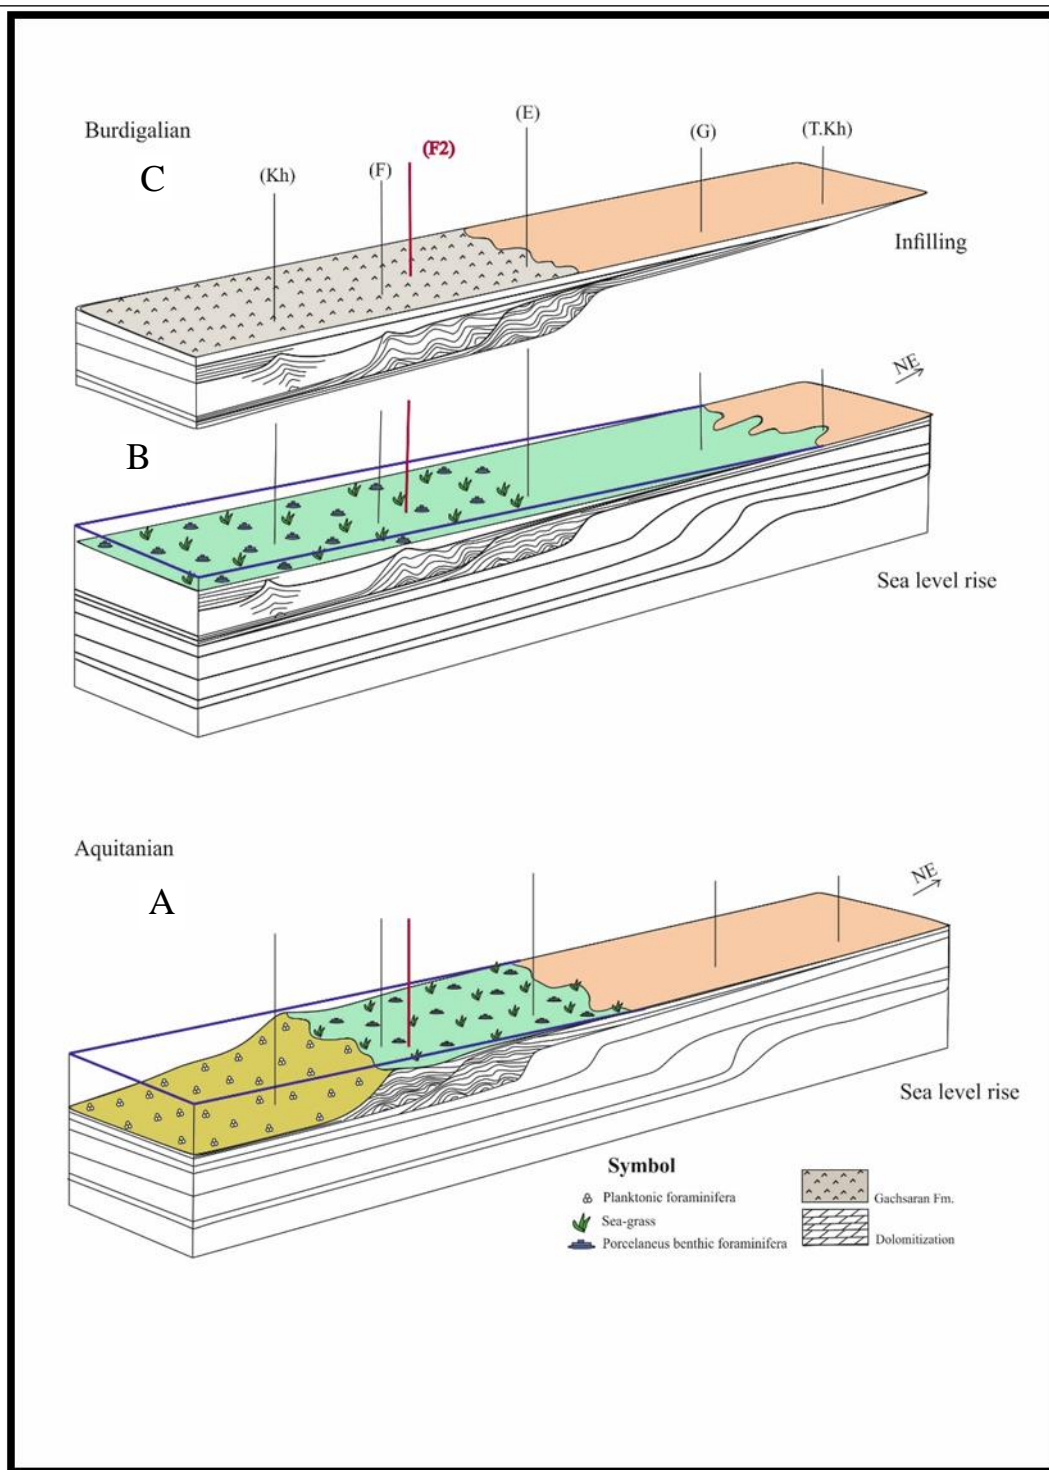 Burdigalian
C
(Kh)
(F)
(F2)
(E)
(G)
(T.Kh)
Infilling
NE
B
Sea level rise
Aquitanian
A
NE
Sea level rise
Symbol
Planktonic foraminifera
Sea-grass
Porcelaneus benthic foraminifera
Gachsaran Fm.
Dolomitization